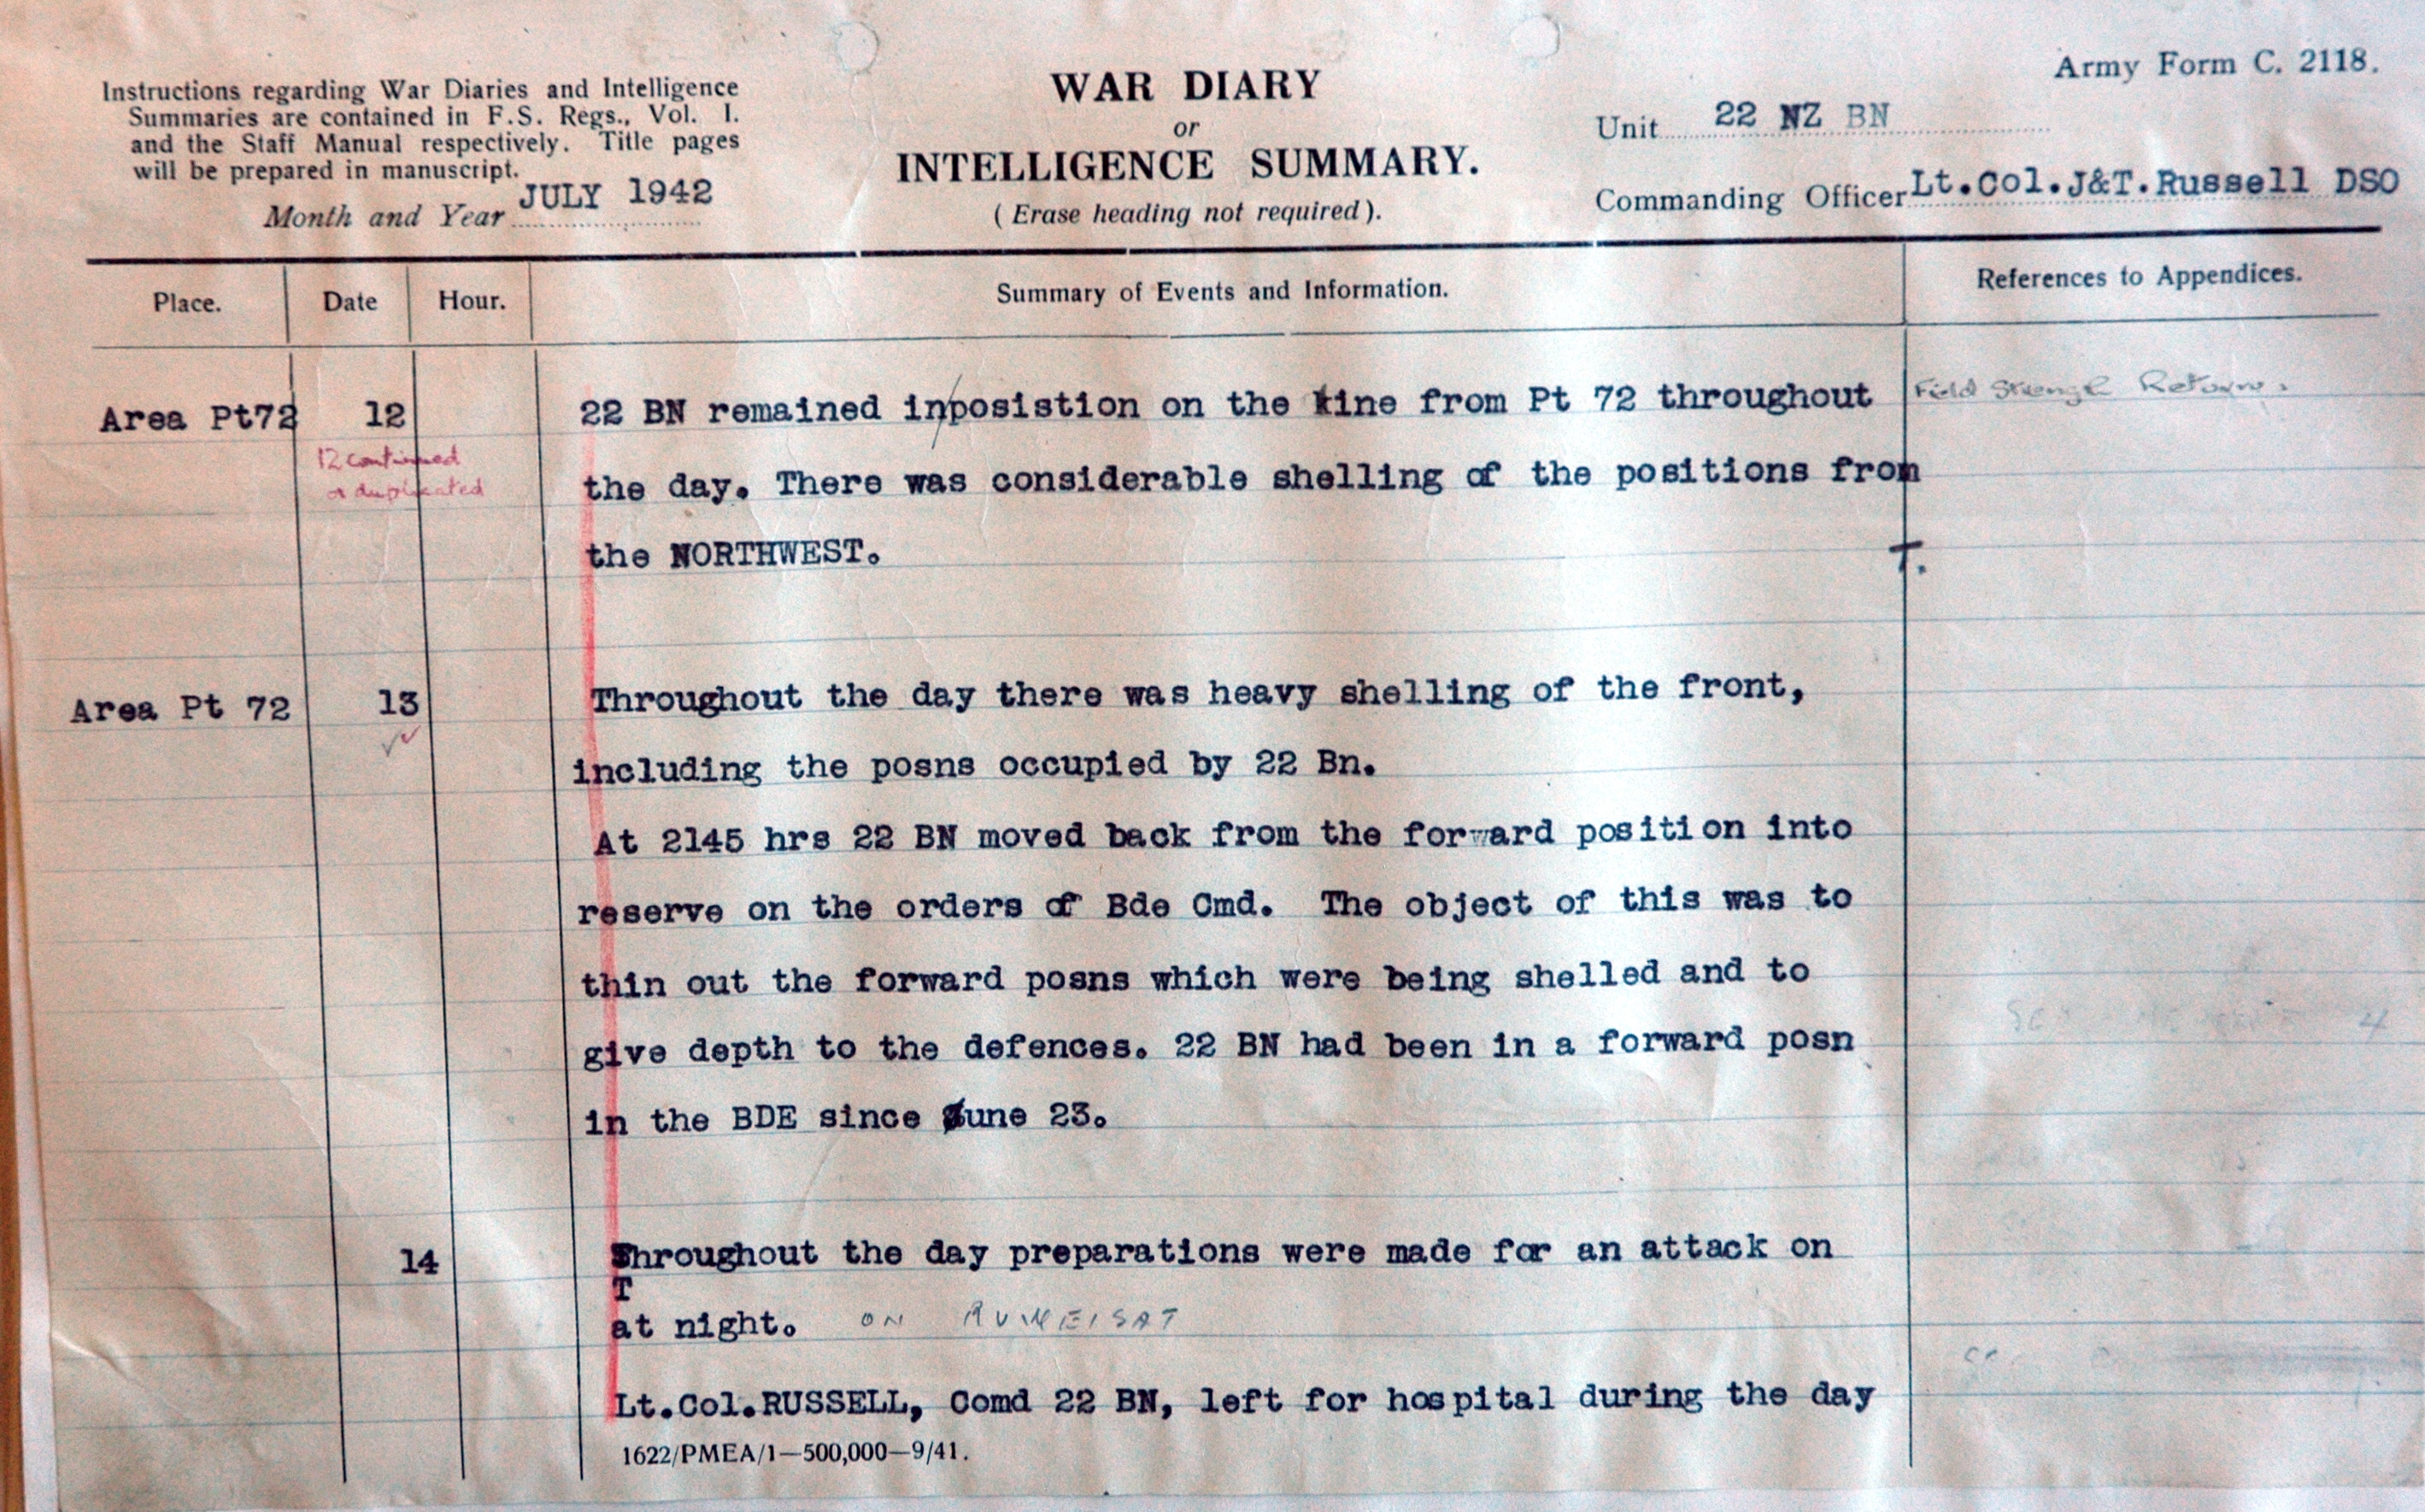 Army Form C. 2118.
Instructions regarding War Diaries and Intelligence
Summaries are contained in F.S. Regs., Vol. I.
and the Staff Manual respectively. Title pages
will be prepared in manuscript.
Month and Year JULY 1942
WAR DIARY
or
INTELLIGENCE SUMMARY.
(Erase heading not required).
Unit 22 NZ BN
Commanding Officer Lt.Col.J&T.Russell DSO
Place. Date Hour. Summary of Events and Information. References to Appendices.
Area Pt72 12 22 BN remained in/posistion on the line from Pt 72 throughout Field Strength Returns.
12 continued
the day. There was considerable shelling of the positions from
duplicated
the NORTHWEST.
T.
Area Pt 72 13 Throughout the day there was heavy shelling of the front,
including the posns occupied by 22 Bn.
At 2145 hrs 22 BN moved back from the forward position into
reserve on the orders of Bde Cmd. The object of this was to
thin out the forward posns which were being shelled and to
give depth to the defences. 22 BN had been in a forward posn
in the BDE since June 23.
14 Throughout the day preparations were made for an attack on
T
at night. ON RUWEISAT
Lt.Col.RUSSELL, Comd 22 BN, left for hospital during the day
1622/PMEA/1—500,000—9/41.